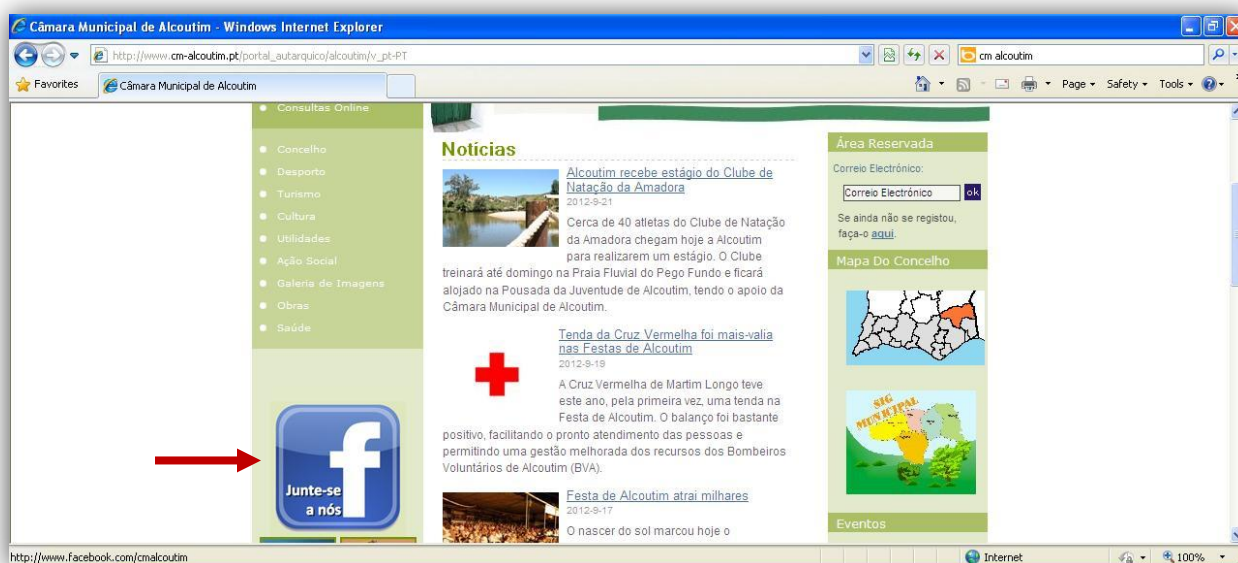 Câmara Municipal de Alcoutim - Windows Internet Explorer
http://www.cm-alcoutim.pt/portal_autarquico/alcoutim/v_pt-PT
cm alcoutim
Favorites
Câmara Municipal de Alcoutim
Page
Safety
Tools
Consultas Online
Concelho
Desporto
Turismo
Cultura
Utilidades
Ação Social
Galeria de Imagens
Obras
Saúde
f
Junte-se
a nós
Notícias
Alcoutim recebe estágio do Clube de
Natação da Amadora
2012-9-21
Cerca de 40 atletas do Clube de Natação
da Amadora chegam hoje a Alcoutim
para realizarem um estágio. O Clube
treinará até domingo na Praia Fluvial do Pego Fundo e ficará
alojado na Pousada da Juventude de Alcoutim, tendo o apoio da
Câmara Municipal de Alcoutim.
Tenda da Cruz Vermelha foi mais-valia
nas Festas de Alcoutim
2012-9-19
A Cruz Vermelha de Martim Longo teve
este ano, pela primeira vez, uma tenda na
Festa de Alcoutim. O balanço foi bastante
positivo, facilitando o pronto atendimento das pessoas e
permitindo uma gestão melhorada dos recursos dos Bombeiros
Voluntários de Alcoutim (BVA).
Festa de Alcoutim atrai milhares
2012-9-17
O nascer do sol marcou hoje o
Área Reservada
Correio Electrónico:
Correio Electrónico
ok
Se ainda não se registou,
faça-o aqui.
Mapa Do Concelho
SIG
MUNICIPAL
Eventos
http://www.facebook.com/cmalcoutim
Internet
100%